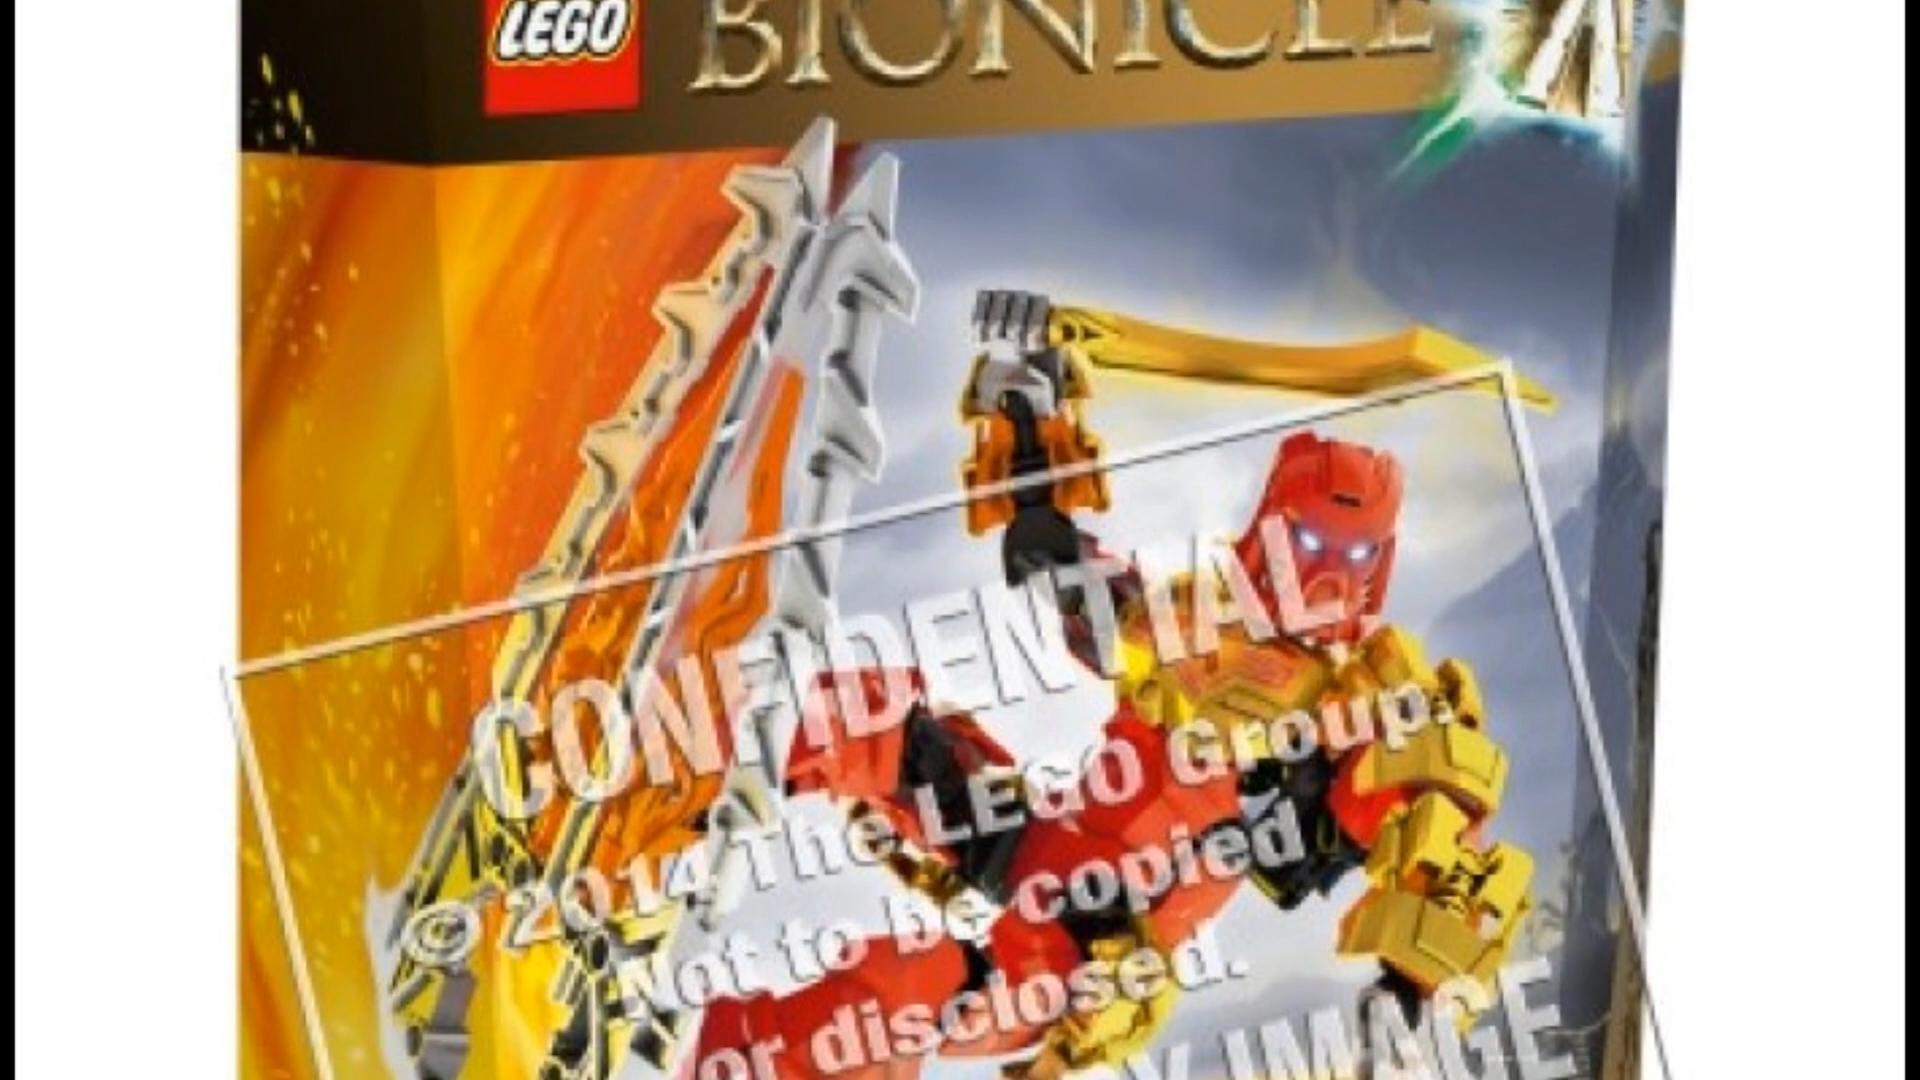 LEGO
BIONICLE
CONFIDENTIAL
© 2014 The LEGO Group.
Not to be copied
or disclosed.
IMAGE